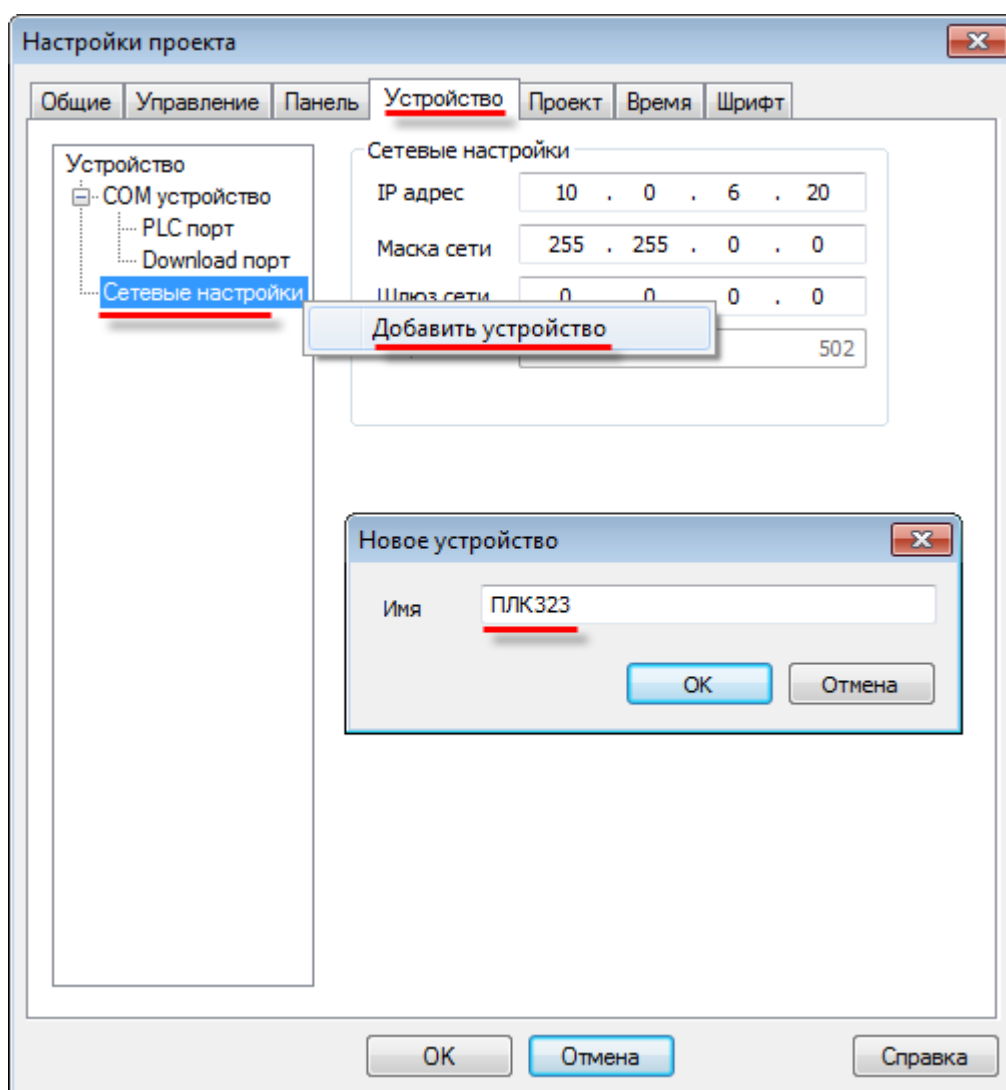 Настройки проекта
Общие Управление Панель Устройство Проект Время Шрифт
Устройство
COM устройство
PLC порт
Download порт
Сетевые настройки
Сетевые настройки
IP адрес 10 . 0 . 6 . 20
Маска сети 255 . 255 . 0 . 0
Шлюз сети 0 0 0 . 0
Добавить устройство
502
Новое устройство
Имя ПЛК323
OK Отмена
OK Отмена Справка